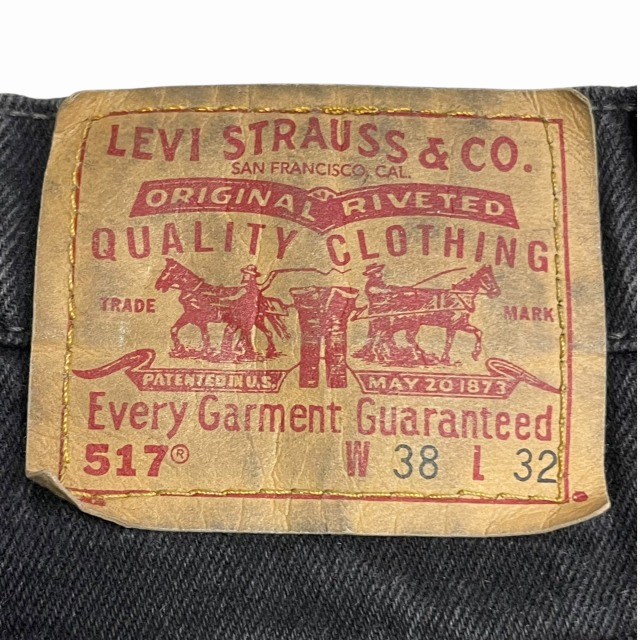 LEVI STRAUSS & CO.
SAN FRANCISCO, CAL.
ORIGINAL RIVETED
QUALITY CLOTHING
TRADE MARK
PATENTED IN U.S. MAY 20 1873
Every Garment Guaranteed
517® W 38 L 32